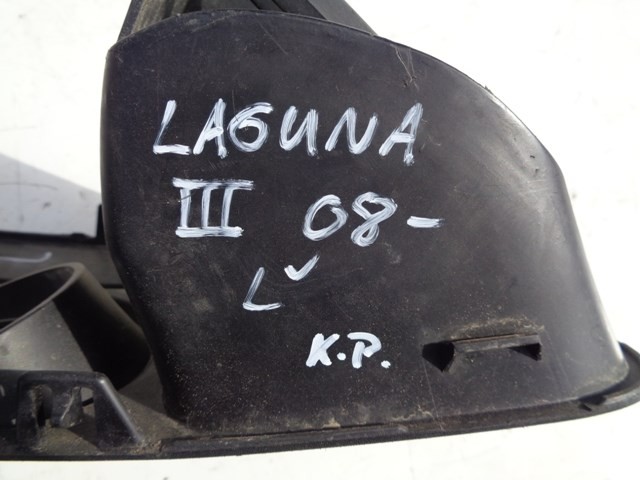 LAGUNA
III 08-
L ✓
K.P.